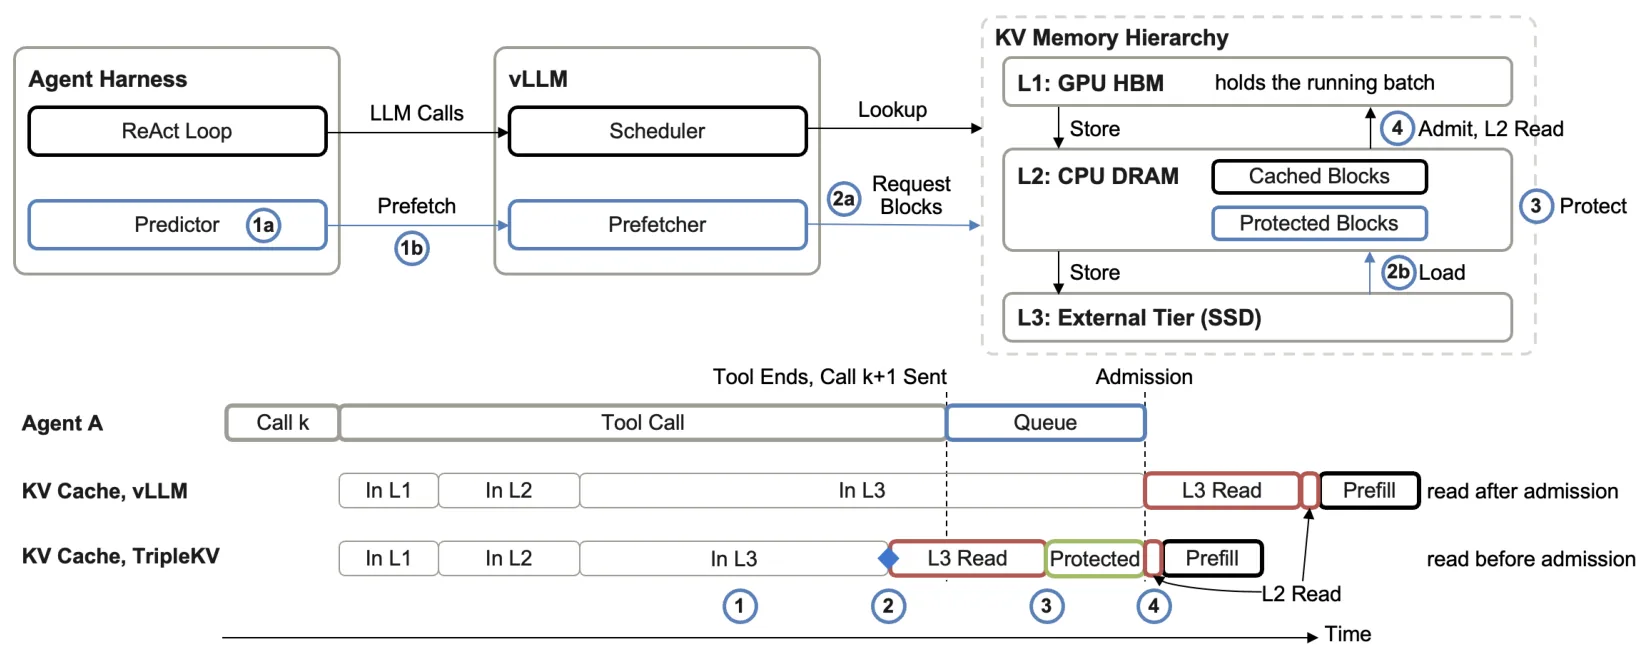 Agent Harness
ReAct Loop
Predictor
1a
LLM Calls
Prefetch
1b
vLLM
Scheduler
Prefetcher
Lookup
2a
Request
Blocks
KV Memory Hierarchy
L1: GPU HBM
holds the running batch
Store
4
Admit, L2 Read
L2: CPU DRAM
Cached Blocks
Protected Blocks
3
Protect
Store
2b
Load
L3: External Tier (SSD)
Tool Ends, Call k+1 Sent
Admission
Agent A
Call k
Tool Call
Queue
KV Cache, vLLM
In L1
In L2
In L3
L3 Read
Prefill
read after admission
KV Cache, TripleKV
In L1
In L2
In L3
L3 Read
Protected
Prefill
read before admission
L2 Read
1
2
3
4
Time